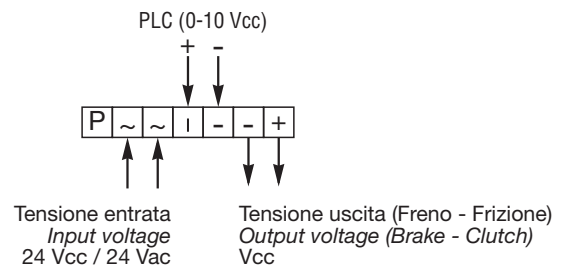 PLC (0-10 Vcc)
+ -
P ~ ~ I - - +
Tensione entrata
Input voltage
24 Vcc / 24 Vac
Tensione uscita (Freno - Frizione)
Output voltage (Brake - Clutch)
Vcc